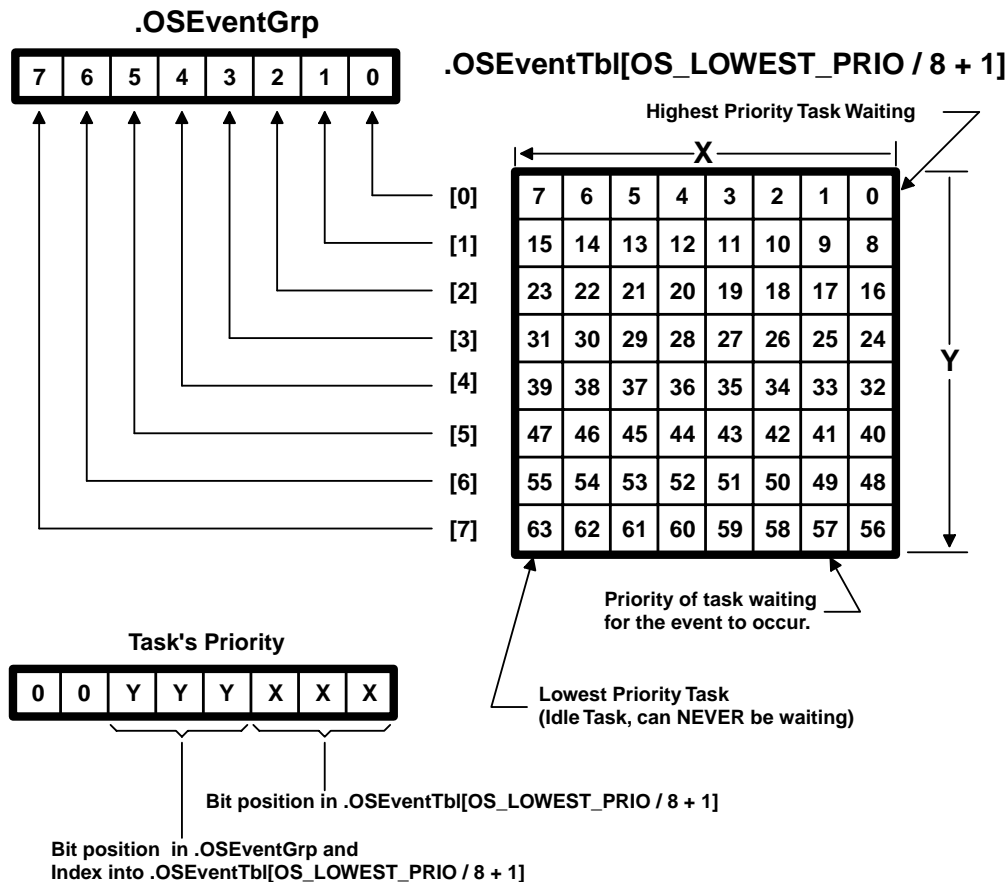 .OSEventGrp
7 6 5 4 3 2 1 0
.OSEventTbl[OS_LOWEST_PRIO / 8 + 1]
Highest Priority Task Waiting
X
[0] 7 6 5 4 3 2 1 0
[1] 15 14 13 12 11 10 9 8
[2] 23 22 21 20 19 18 17 16
[3] 31 30 29 28 27 26 25 24
Y
[4] 39 38 37 36 35 34 33 32
[5] 47 46 45 44 43 42 41 40
[6] 55 54 53 52 51 50 49 48
[7] 63 62 61 60 59 58 57 56
Priority of task waiting
for the event to occur.
Task's Priority
0 0 Y Y Y X X X
Lowest Priority Task
(Idle Task, can NEVER be waiting)
Bit position in .OSEventTbl[OS_LOWEST_PRIO / 8 + 1]
Bit position in .OSEventGrp and
Index into .OSEventTbl[OS_LOWEST_PRIO / 8 + 1]